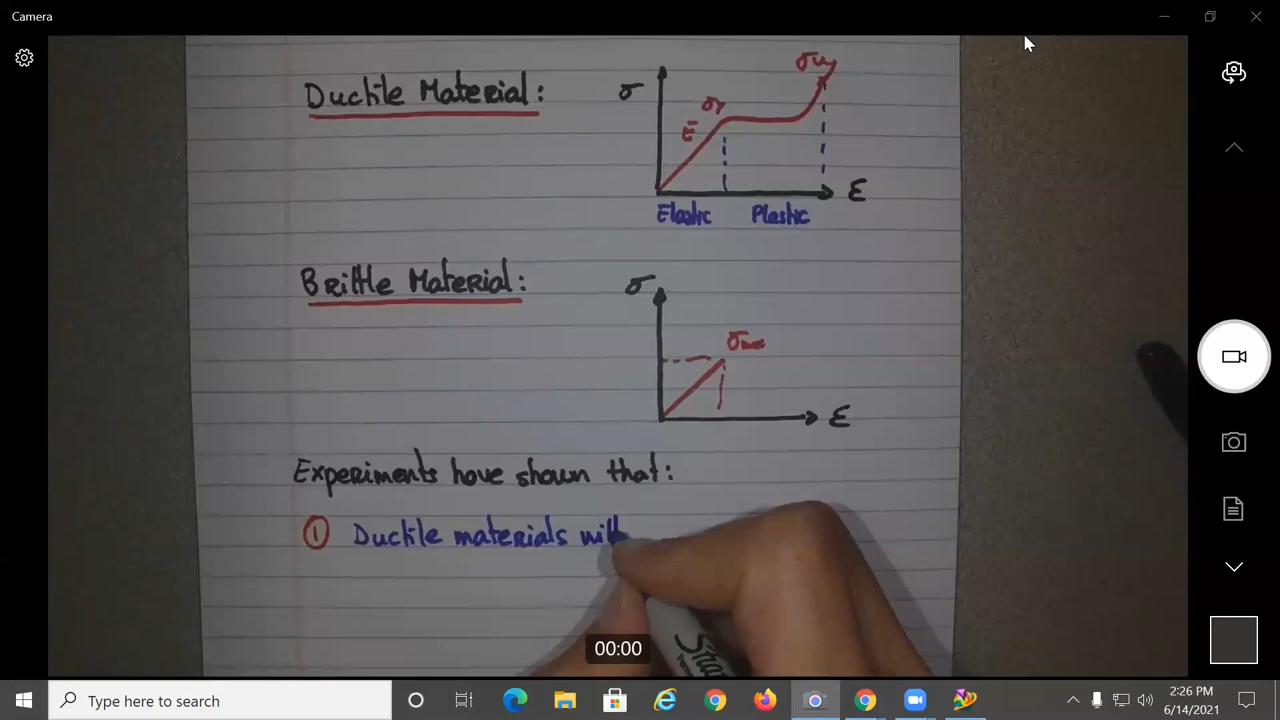 Camera
Ductile Material:
σ
σy
E
σu
ε
Elastic
Plastic
Brittle Material:
σ
σmax
ε
Experiments have shown that:
① Ductile materials will
00:00
Type here to search
2:26 PM
6/14/2021